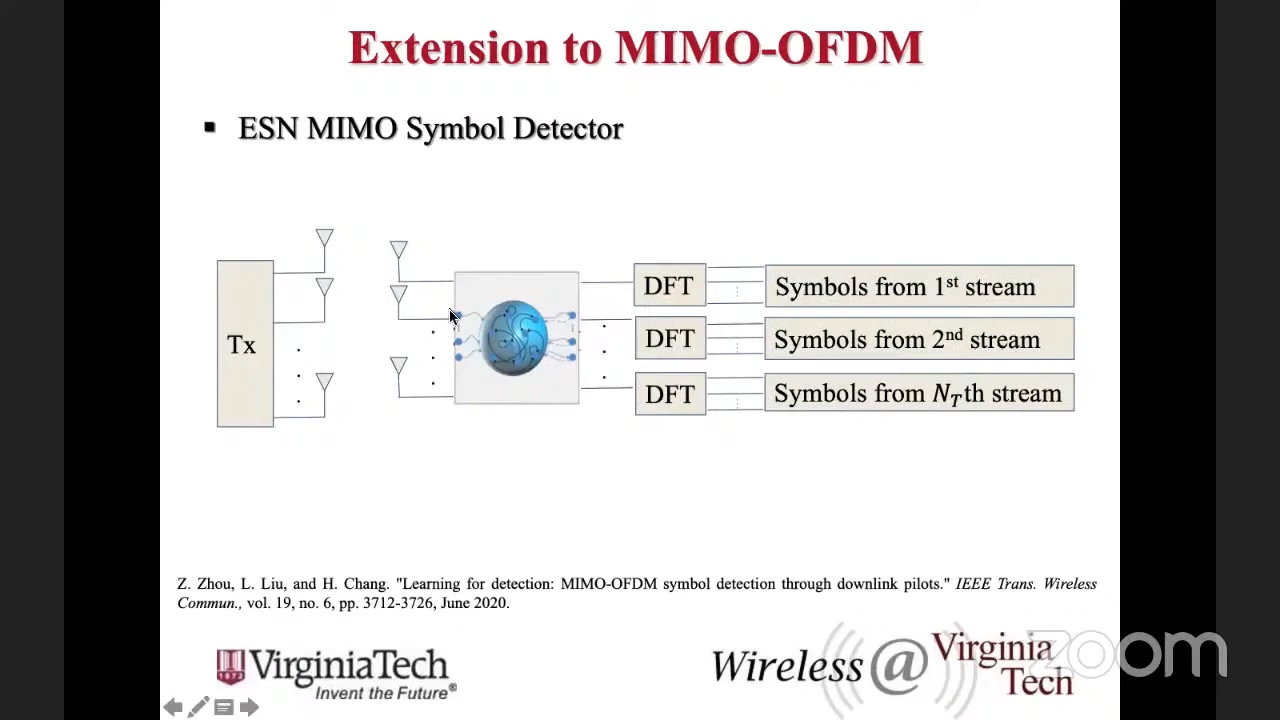 Extension to MIMO-OFDM
▪ ESN MIMO Symbol Detector
Tx
DFT
Symbols from 1st stream
DFT
Symbols from 2nd stream
DFT
Symbols from N_T th stream
Z. Zhou, L. Liu, and H. Chang. "Learning for detection: MIMO-OFDM symbol detection through downlink pilots." IEEE Trans. Wireless
Commun., vol. 19, no. 6, pp. 3712-3726, June 2020.
1872
VirginiaTech
Invent the Future®
Wireless @ Virginia
Tech
zoom